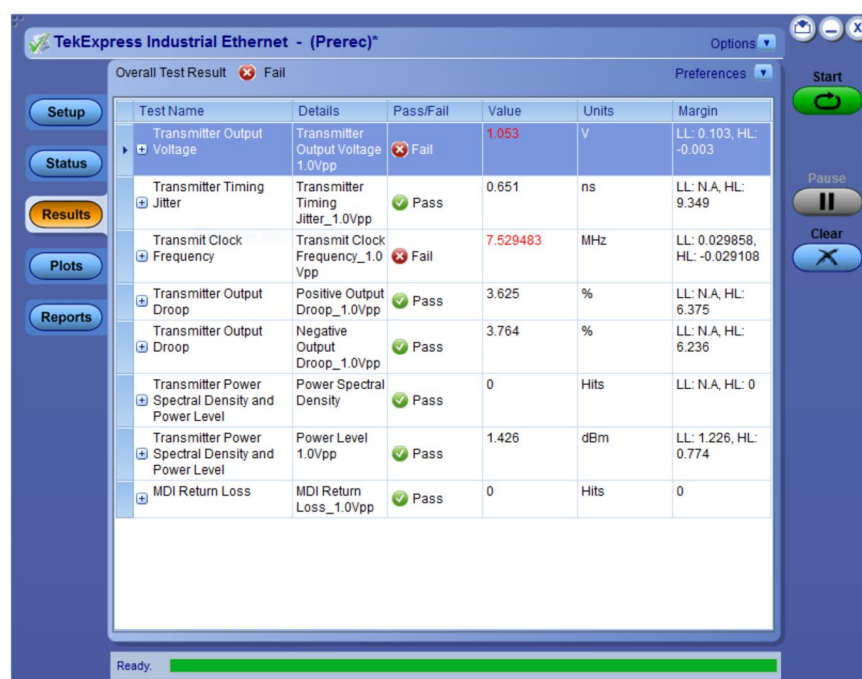 TekExpress Industrial Ethernet - (Prerec)*
Options
Overall Test Result Fail
Preferences
Start
Pause
Clear
Setup
Status
Results
Plots
Reports
Test Name Details Pass/Fail Value Units Margin
Transmitter Output
Voltage
Transmitter
Output Voltage
1.0Vpp
Fail
1.053
V
LL: 0.103, HL:
-0.003
Transmitter Timing
Jitter
Transmitter
Timing
Jitter_1.0Vpp
Pass
0.651
ns
LL: N.A, HL:
9.349
Transmit Clock
Frequency
Transmit Clock
Frequency_1.0
Vpp
Fail
7.529483
MHz
LL: 0.029858,
HL: -0.029108
Transmitter Output
Droop
Positive Output
Droop_1.0Vpp
Pass
3.625
%
LL: N.A, HL:
6.375
Transmitter Output
Droop
Negative
Output
Droop_1.0Vpp
Pass
3.764
%
LL: N.A, HL:
6.236
Transmitter Power
Spectral Density and
Power Level
Power Spectral
Density
Pass
0
Hits
LL: N.A, HL: 0
Transmitter Power
Spectral Density and
Power Level
Power Level
1.0Vpp
Pass
1.426
dBm
LL: 1.226, HL:
0.774
MDI Return Loss
MDI Return
Loss_1.0Vpp
Pass
0
Hits
0
Ready.